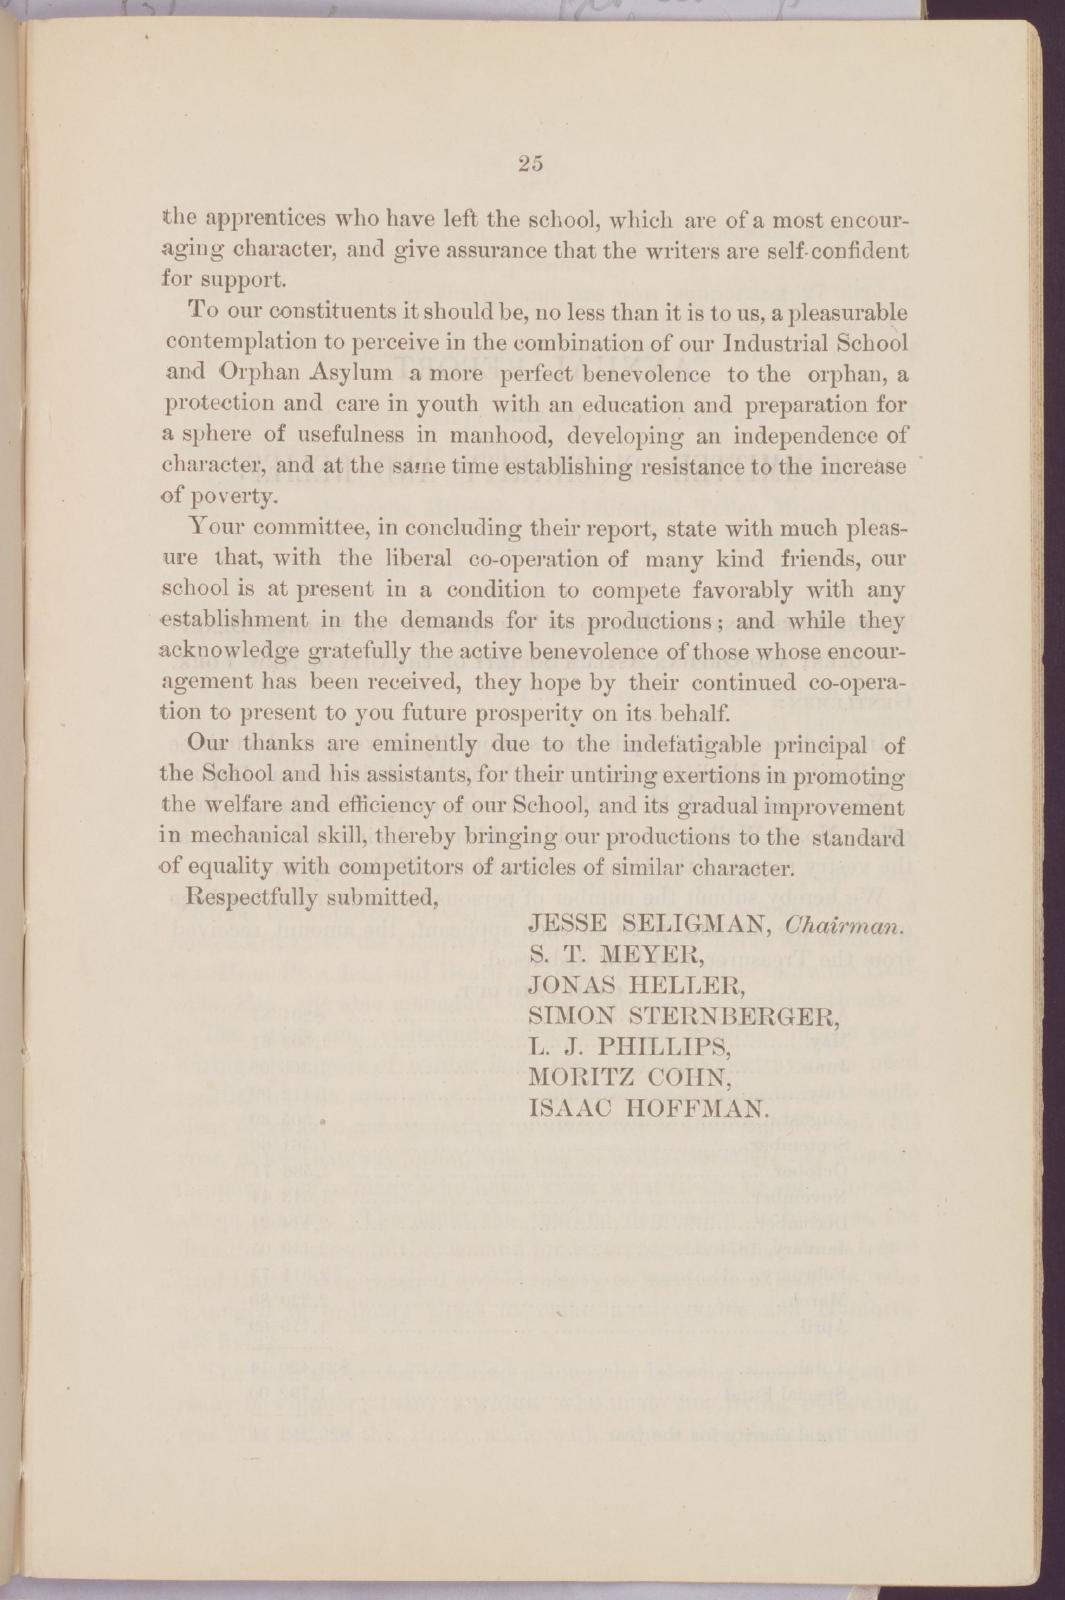 25
the apprentices who have left the school, which are of a most encour-
aging character, and give assurance that the writers are self-confident
for support.
To our constituents it should be, no less than it is to us, a pleasurable
contemplation to perceive in the combination of our Industrial School
and Orphan Asylum a more perfect benevolence to the orphan, a
protection and care in youth with an education and preparation for
a sphere of usefulness in manhood, developing an independence of
character, and at the same time establishing resistance to the increase
of poverty.
Your committee, in concluding their report, state with much pleas-
ure that, with the liberal co-operation of many kind friends, our
school is at present in a condition to compete favorably with any
establishment in the demands for its productions; and while they
acknowledge gratefully the active benevolence of those whose encour-
agement has been received, they hope by their continued co-opera-
tion to present to you future prosperity on its behalf.
Our thanks are eminently due to the indefatigable principal of
the School and his assistants, for their untiring exertions in promoting
the welfare and efficiency of our School, and its gradual improvement
in mechanical skill, thereby bringing our productions to the standard
of equality with competitors of articles of similar character.
Respectfully submitted,
JESSE SELIGMAN, Chairman.
S. T. MEYER,
JONAS HELLER,
SIMON STERNBERGER,
L. J. PHILLIPS,
MORITZ COHN,
ISAAC HOFFMAN.